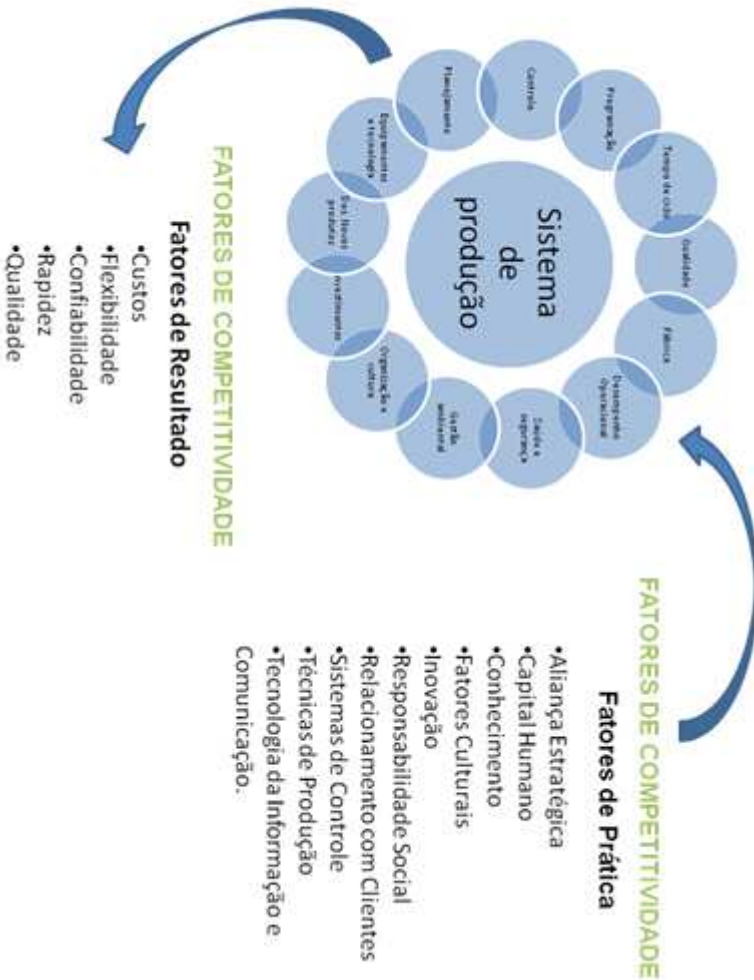 FATORES DE COMPETITIVIDADE
Fatores de Prática
•Aliança Estratégica
•Capital Humano
•Conhecimento
•Fatores Culturais
•Inovação
•Responsabilidade Social
•Relacionamento com Clientes
•Sistemas de Controle
•Técnicas de Produção
•Tecnologia da Informação e
Comunicação.
Sistema
de
produção
Qualidade
Fábrica
Desempenho
Operacional
Saúde e
segurança
Gestão
ambiental
Organização e
cultura
Investimentos
Des. Novos
produtos
Equipamentos
e tecnologia
Planejamento
Controle
Programação
Tempo de ciclo
FATORES DE COMPETITIVIDADE
Fatores de Resultado
•Custos
•Flexibilidade
•Confiabilidade
•Rapidez
•Qualidade